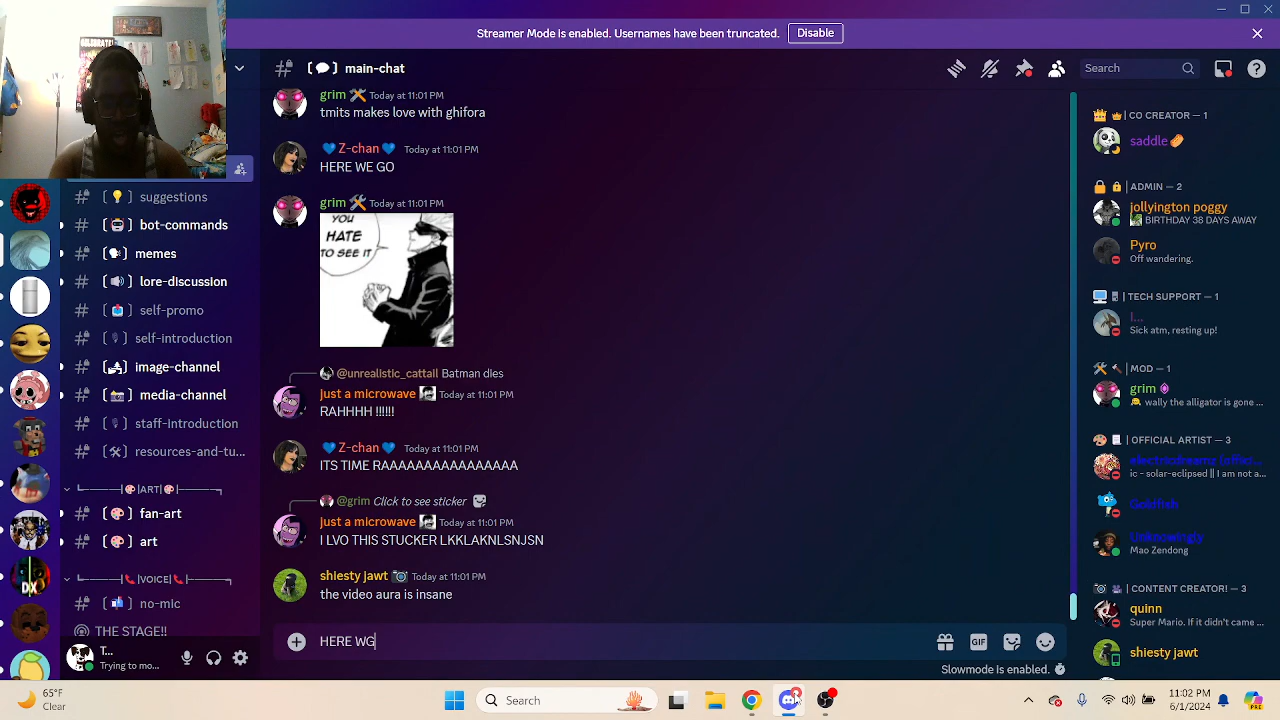 Streamer Mode is enabled. Usernames have been truncated. Disable
main-chat
Search
grim Today at 11:01 PM
tmits makes love with ghifora
Z-chan Today at 11:01 PM
HERE WE GO
grim Today at 11:01 PM
YOU
HATE
TO SEE IT
@unrealistic_cattail Batman dies
just a microwave Today at 11:01 PM
RAHHHH !!!!!!
Z-chan Today at 11:01 PM
ITS TIME RAAAAAAAAAAAAAAAA
@grim Click to see sticker
just a microwave Today at 11:01 PM
I LVO THIS STUCKER LKKLAKNLSNJSN
shiesty jawt Today at 11:01 PM
the video aura is insane
HERE WG
GIF
Slowmode is enabled.
suggestions
bot-commands
memes
lore-discussion
self-promo
self-introduction
image-channel
media-channel
staff-introduction
resources-and-tu...
|ART|
fan-art
art
|VOICE|
no-mic
THE STAGE!!
T...
Trying to mo...
CO CREATOR — 1
saddle
ADMIN — 2
jollyington poggy
BIRTHDAY 38 DAYS AWAY
Pyro
Off wandering.
TECH SUPPORT — 1
I...
Sick atm, resting up!
MOD — 1
grim
wally the alligator is gone ...
OFFICIAL ARTIST — 3
electricdreamz (offici...
ic - solar-eclipsed || I am not a...
Goldfish
Unknowingly
Mao Zendong
CONTENT CREATOR! — 3
quinn
Super Mario. If it didn't came ...
shiesty jawt
65°F
Clear
Search
11:02 PM
6/1/2025